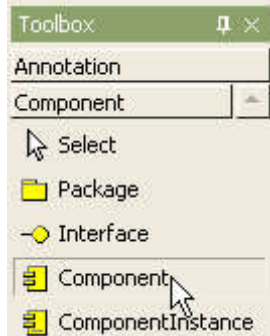 Toolbox
Annotation
Component
Select
Package
Interface
Component
ComponentInstance